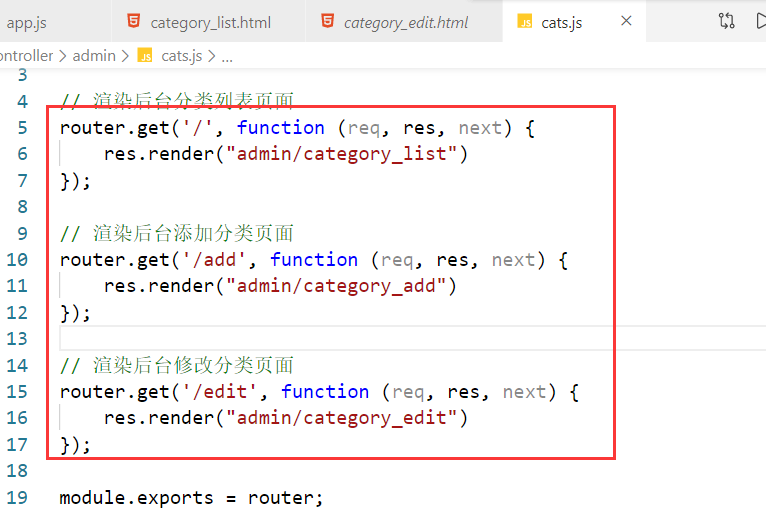 app.js category_list.html category_edit.html JS cats.js
ontroller > admin > JS cats.js > ...
3
4 // 渲染后台分类列表页面
5 router.get('/', function (req, res, next) {
6 res.render("admin/category_list")
7 });
8
9 // 渲染后台添加分类页面
10 router.get('/add', function (req, res, next) {
11 res.render("admin/category_add")
12 });
13
14 // 渲染后台修改分类页面
15 router.get('/edit', function (req, res, next) {
16 res.render("admin/category_edit")
17 });
18
19 module.exports = router;